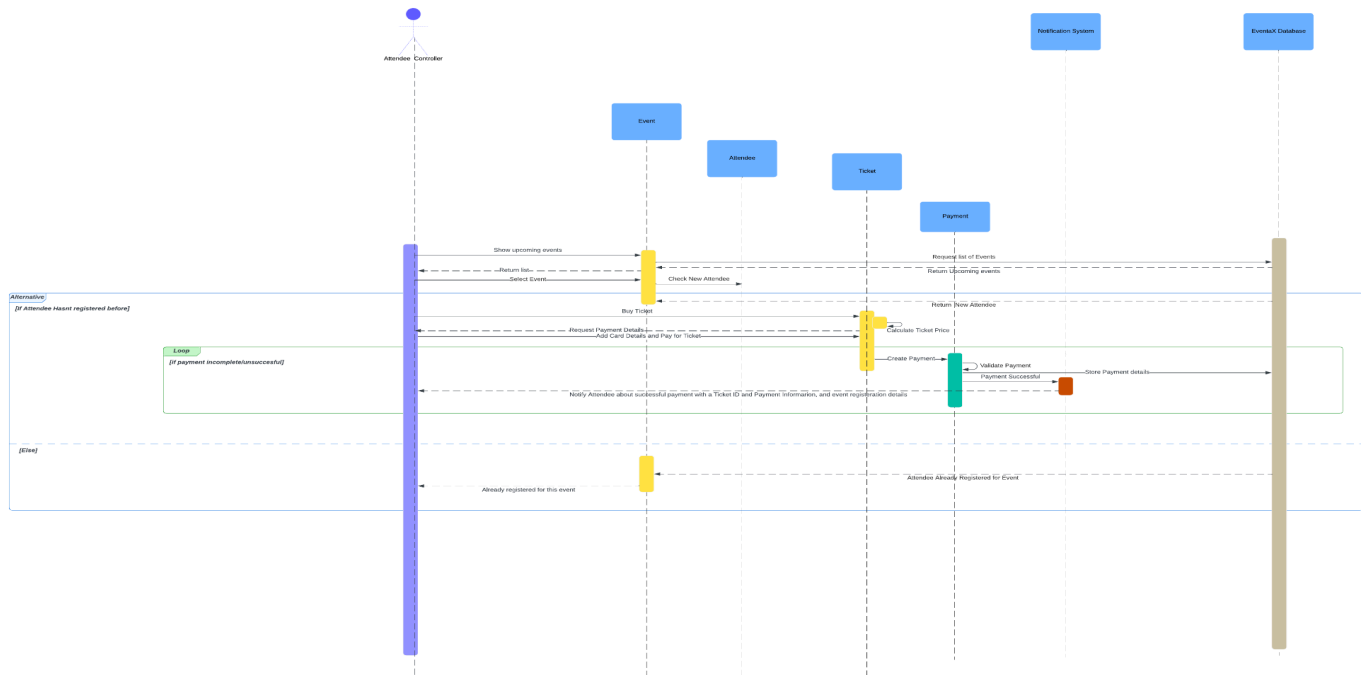 Notification System
EventaX Database
Attendee Controller
Event
Attendee
Ticket
Payment
Show upcoming events
Request list of Events
Return list
Return Upcoming events
Select Event
Check New Attendee
Alternative
Return New Attendee
[If Attendee Hasnt registered before]
Buy Ticket
Request Payment Details
Calculate Ticket Price
Add Card Details and Pay for Ticket
Loop
Create Payment
[if payment incomplete/unsuccesful]
Validate Payment
Store Payment details
Payment Successful
Notify Attendee about successful payment with a Ticket ID and Payment information, and event registration details
[Else]
Attendee Already Registered for Event
Already registered for this event